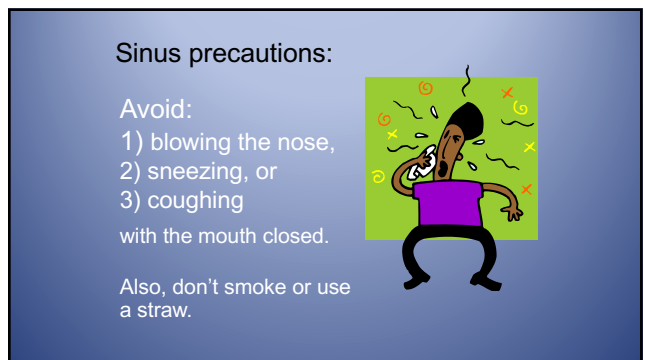 Sinus precautions:
Avoid:
1) blowing the nose,
2) sneezing, or
3) coughing
with the mouth closed.
Also, don’t smoke or use
a straw.